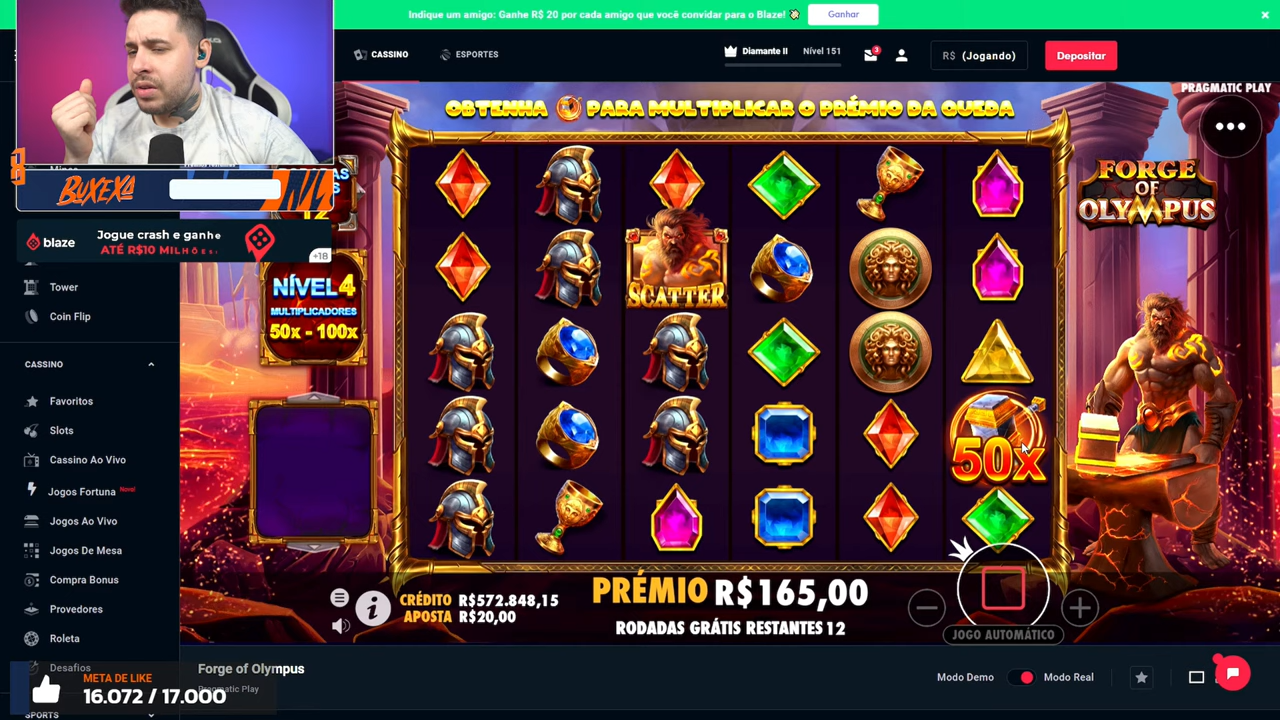 Indique um amigo: Ganhe R$ 20 por cada amigo que você convidar para o Blaze!
Ganhar
CASSINO
ESPORTES
Diamante II
Nível 151
3
R$ (Jogando)
Depositar
PRAGMATIC PLAY
OBTENHA PARA MULTIPLICAR O PRÉMIO DA QUEDA
FORGE
OF
OLYMPUS
BUXEXA
blaze
Jogue crash e ganhe
ATÉ R$10 MILHÕES!
+18
Tower
Coin Flip
NÍVEL 4
MULTIPLICADORES
50x - 100x
SCATTER
50x
CASSINO
Favoritos
Slots
Cassino Ao Vivo
Jogos Fortuna Novo!
Jogos Ao Vivo
Jogos De Mesa
Compra Bonus
Provedores
Roleta
Desafios
SPORTS
CRÉDITO R$572.848,15
APOSTA R$20,00
PRÉMIO R$165,00
RODADAS GRÁTIS RESTANTES 12
JOGO AUTOMÁTICO
META DE LIKE
16.072 / 17.000
Forge of Olympus
Pragmatic Play
Modo Demo
Modo Real